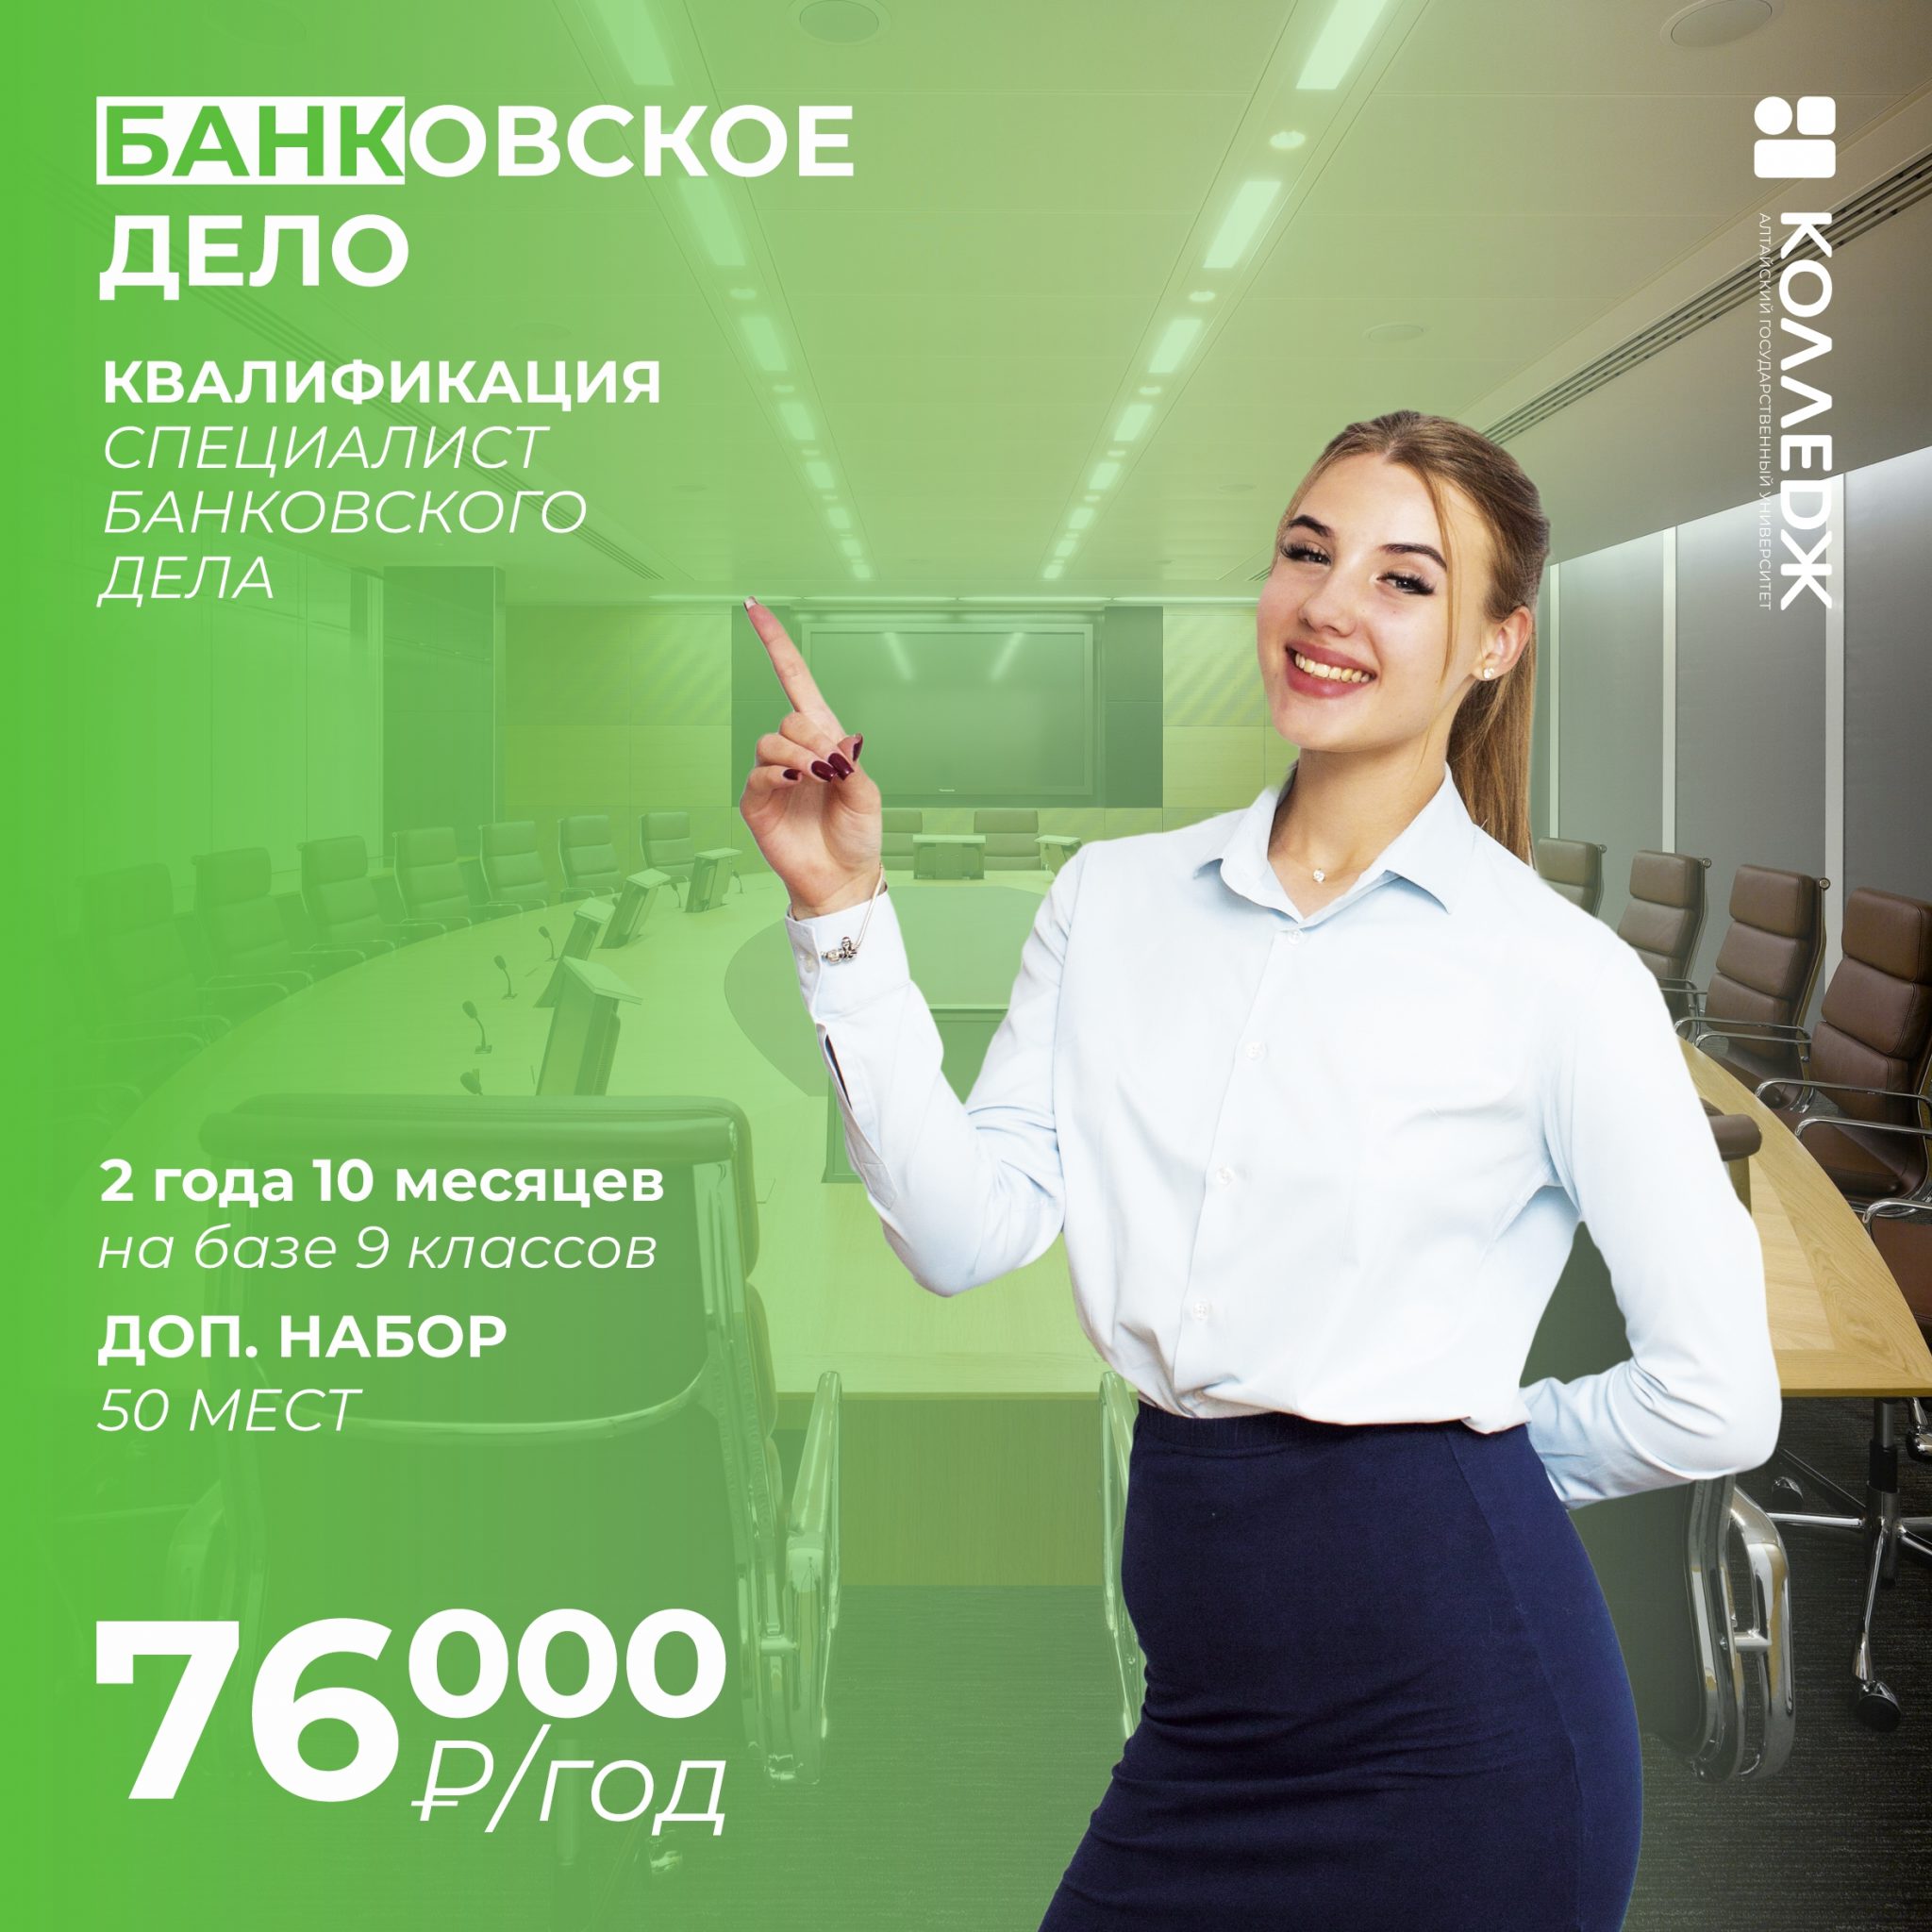 БАНКОВСКОЕ
ДЕЛО
КВАЛИФИКАЦИЯ
СПЕЦИАЛИСТ
БАНКОВСКОГО
ДЕЛА
КОЛЛЕДЖ
АЛТАЙСКИЙ ГОСУДАРСТВЕННЫЙ УНИВЕРСИТЕТ
2 года 10 месяцев
на базе 9 классов
ДОП. НАБОР
50 МЕСТ
76 000
₽/ГОД